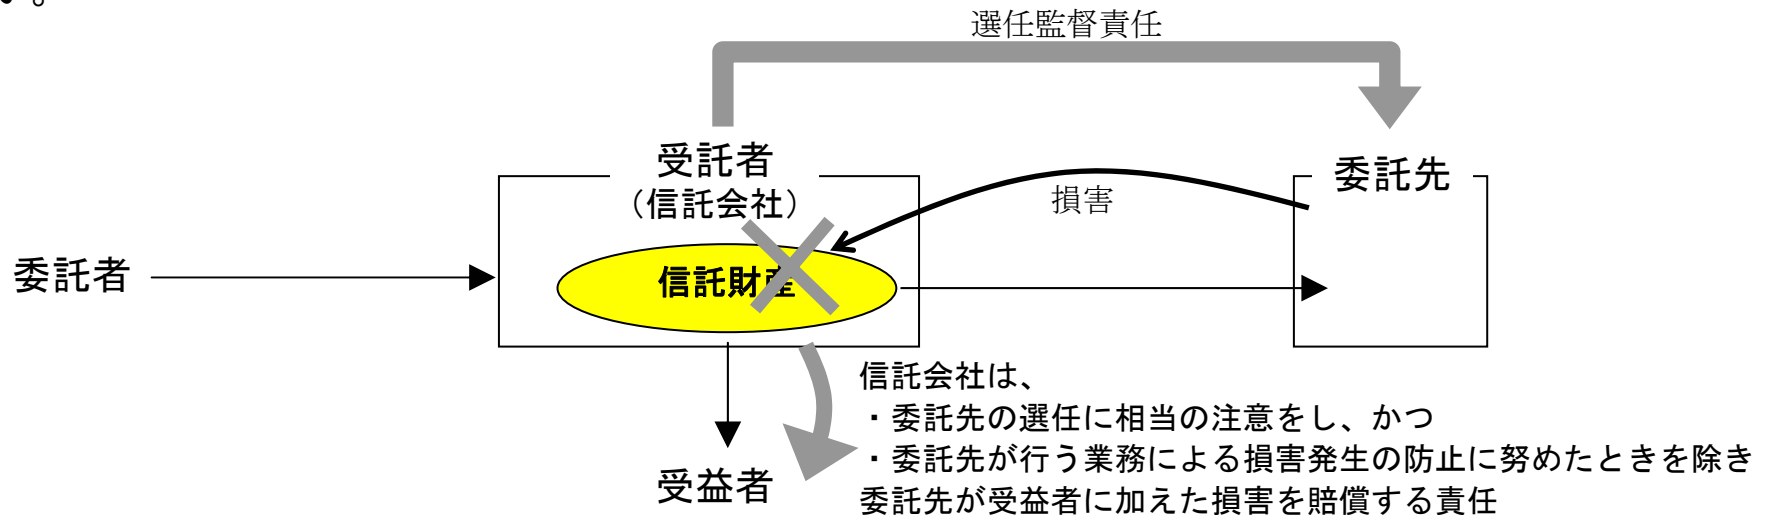 い。
選任監督責任
受託者
（信託会社）
委託先
損害
委託者
信託財産
信託会社は、
・委託先の選任に相当の注意をし、かつ
・委託先が行う業務による損害発生の防止に努めたときを除き
委託先が受益者に加えた損害を賠償する責任
受益者